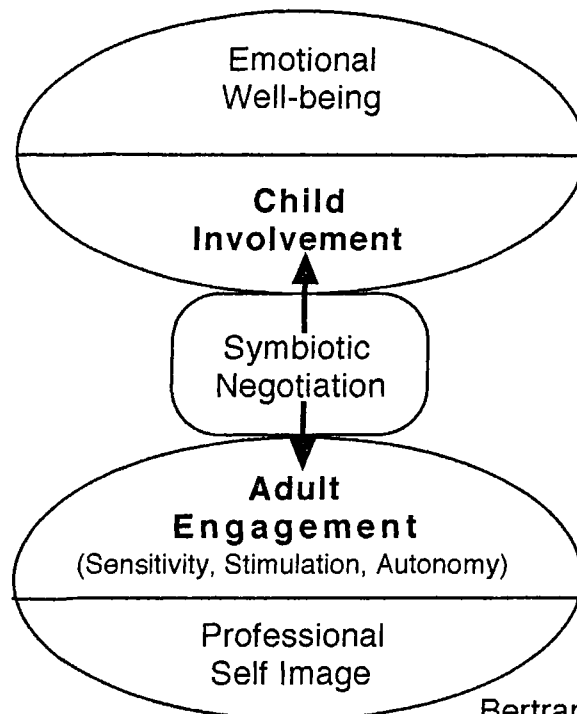 Emotional
Well-being
Child
Involvement
Symbiotic
Negotiation
Adult
Engagement
(Sensitivity, Stimulation, Autonomy)
Professional
Self Image